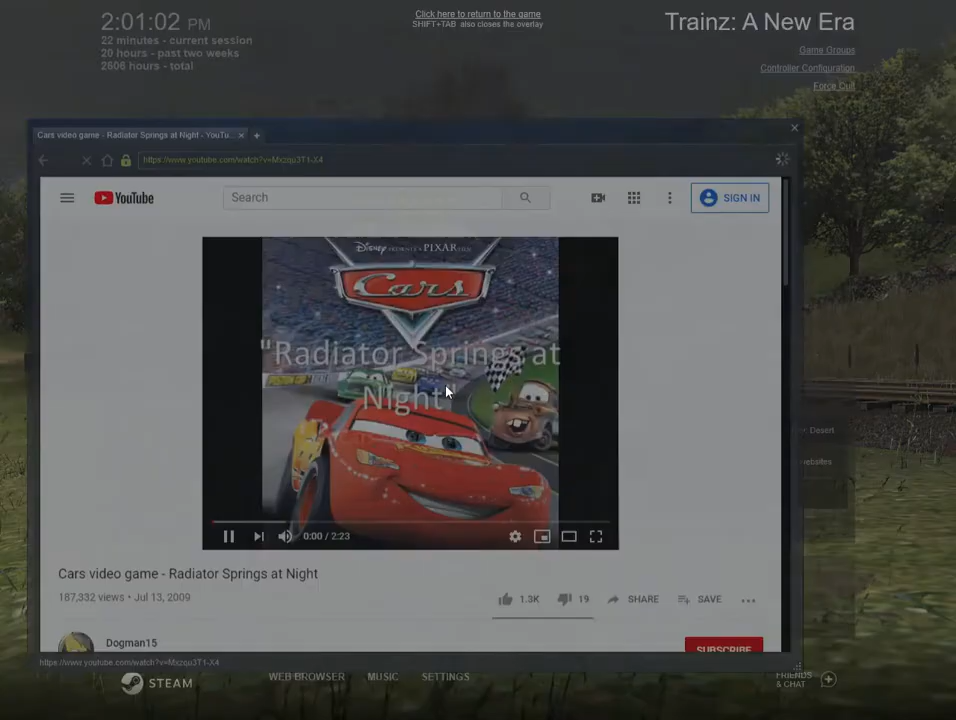 2:01:02 PM
22 minutes - current session
20 hours - past two weeks
2606 hours - total
Click here to return to the game
SHIFT+TAB also closes the overlay
Trainz: A New Era
Game Groups
Controller Configuration
Force Quit
Cars video game - Radiator Springs at Night - YouTu...
https://www.youtube.com/watch?v=Mxzqu3T1-X4
YouTube
Search
SIGN IN
DISNEY PRESENTS A PIXAR
Cars
"Radiator Springs at
Night"
0:00 / 2:23
Desert
websites
Cars video game - Radiator Springs at Night
187,332 views • Jul 13, 2009
1.3K
19
SHARE
SAVE
Dogman15
SUBSCRIBE
https://www.youtube.com/watch?v=Mxzqu3T1-X4
STEAM
WEB BROWSER
MUSIC
SETTINGS
FRIENDS
& CHAT